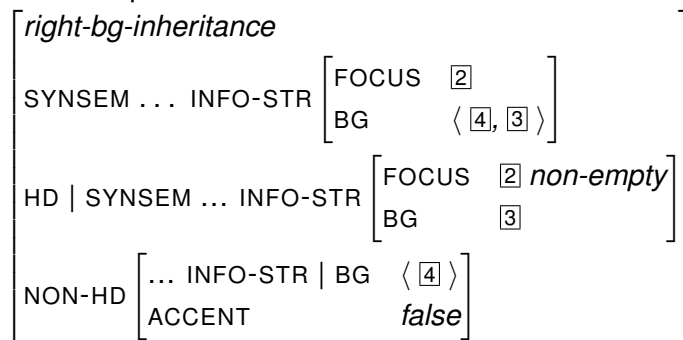 right-bg-inheritance
SYNSEM ... INFO-STR [FOCUS 2
BG ⟨ 4, 3 ⟩]
HD | SYNSEM ... INFO-STR [FOCUS 2 non-empty
BG 3]
NON-HD [... INFO-STR | BG ⟨ 4 ⟩
ACCENT false]